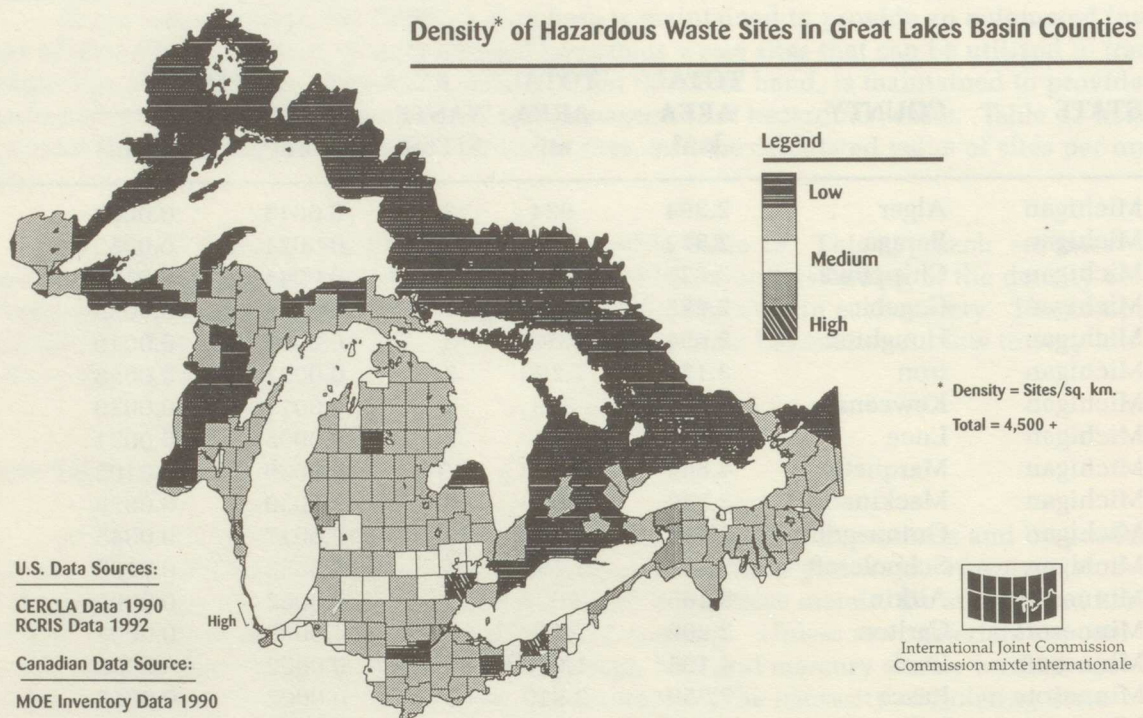 Density* of Hazardous Waste Sites in Great Lakes Basin Counties
Legend
Low
Medium
High
* Density = Sites/sq. km.
Total = 4,500 +
U.S. Data Sources:
CERCLA Data 1990
RCRIS Data 1992
Canadian Data Source:
MOE Inventory Data 1990
High
International Joint Commission
Commission mixte internationale